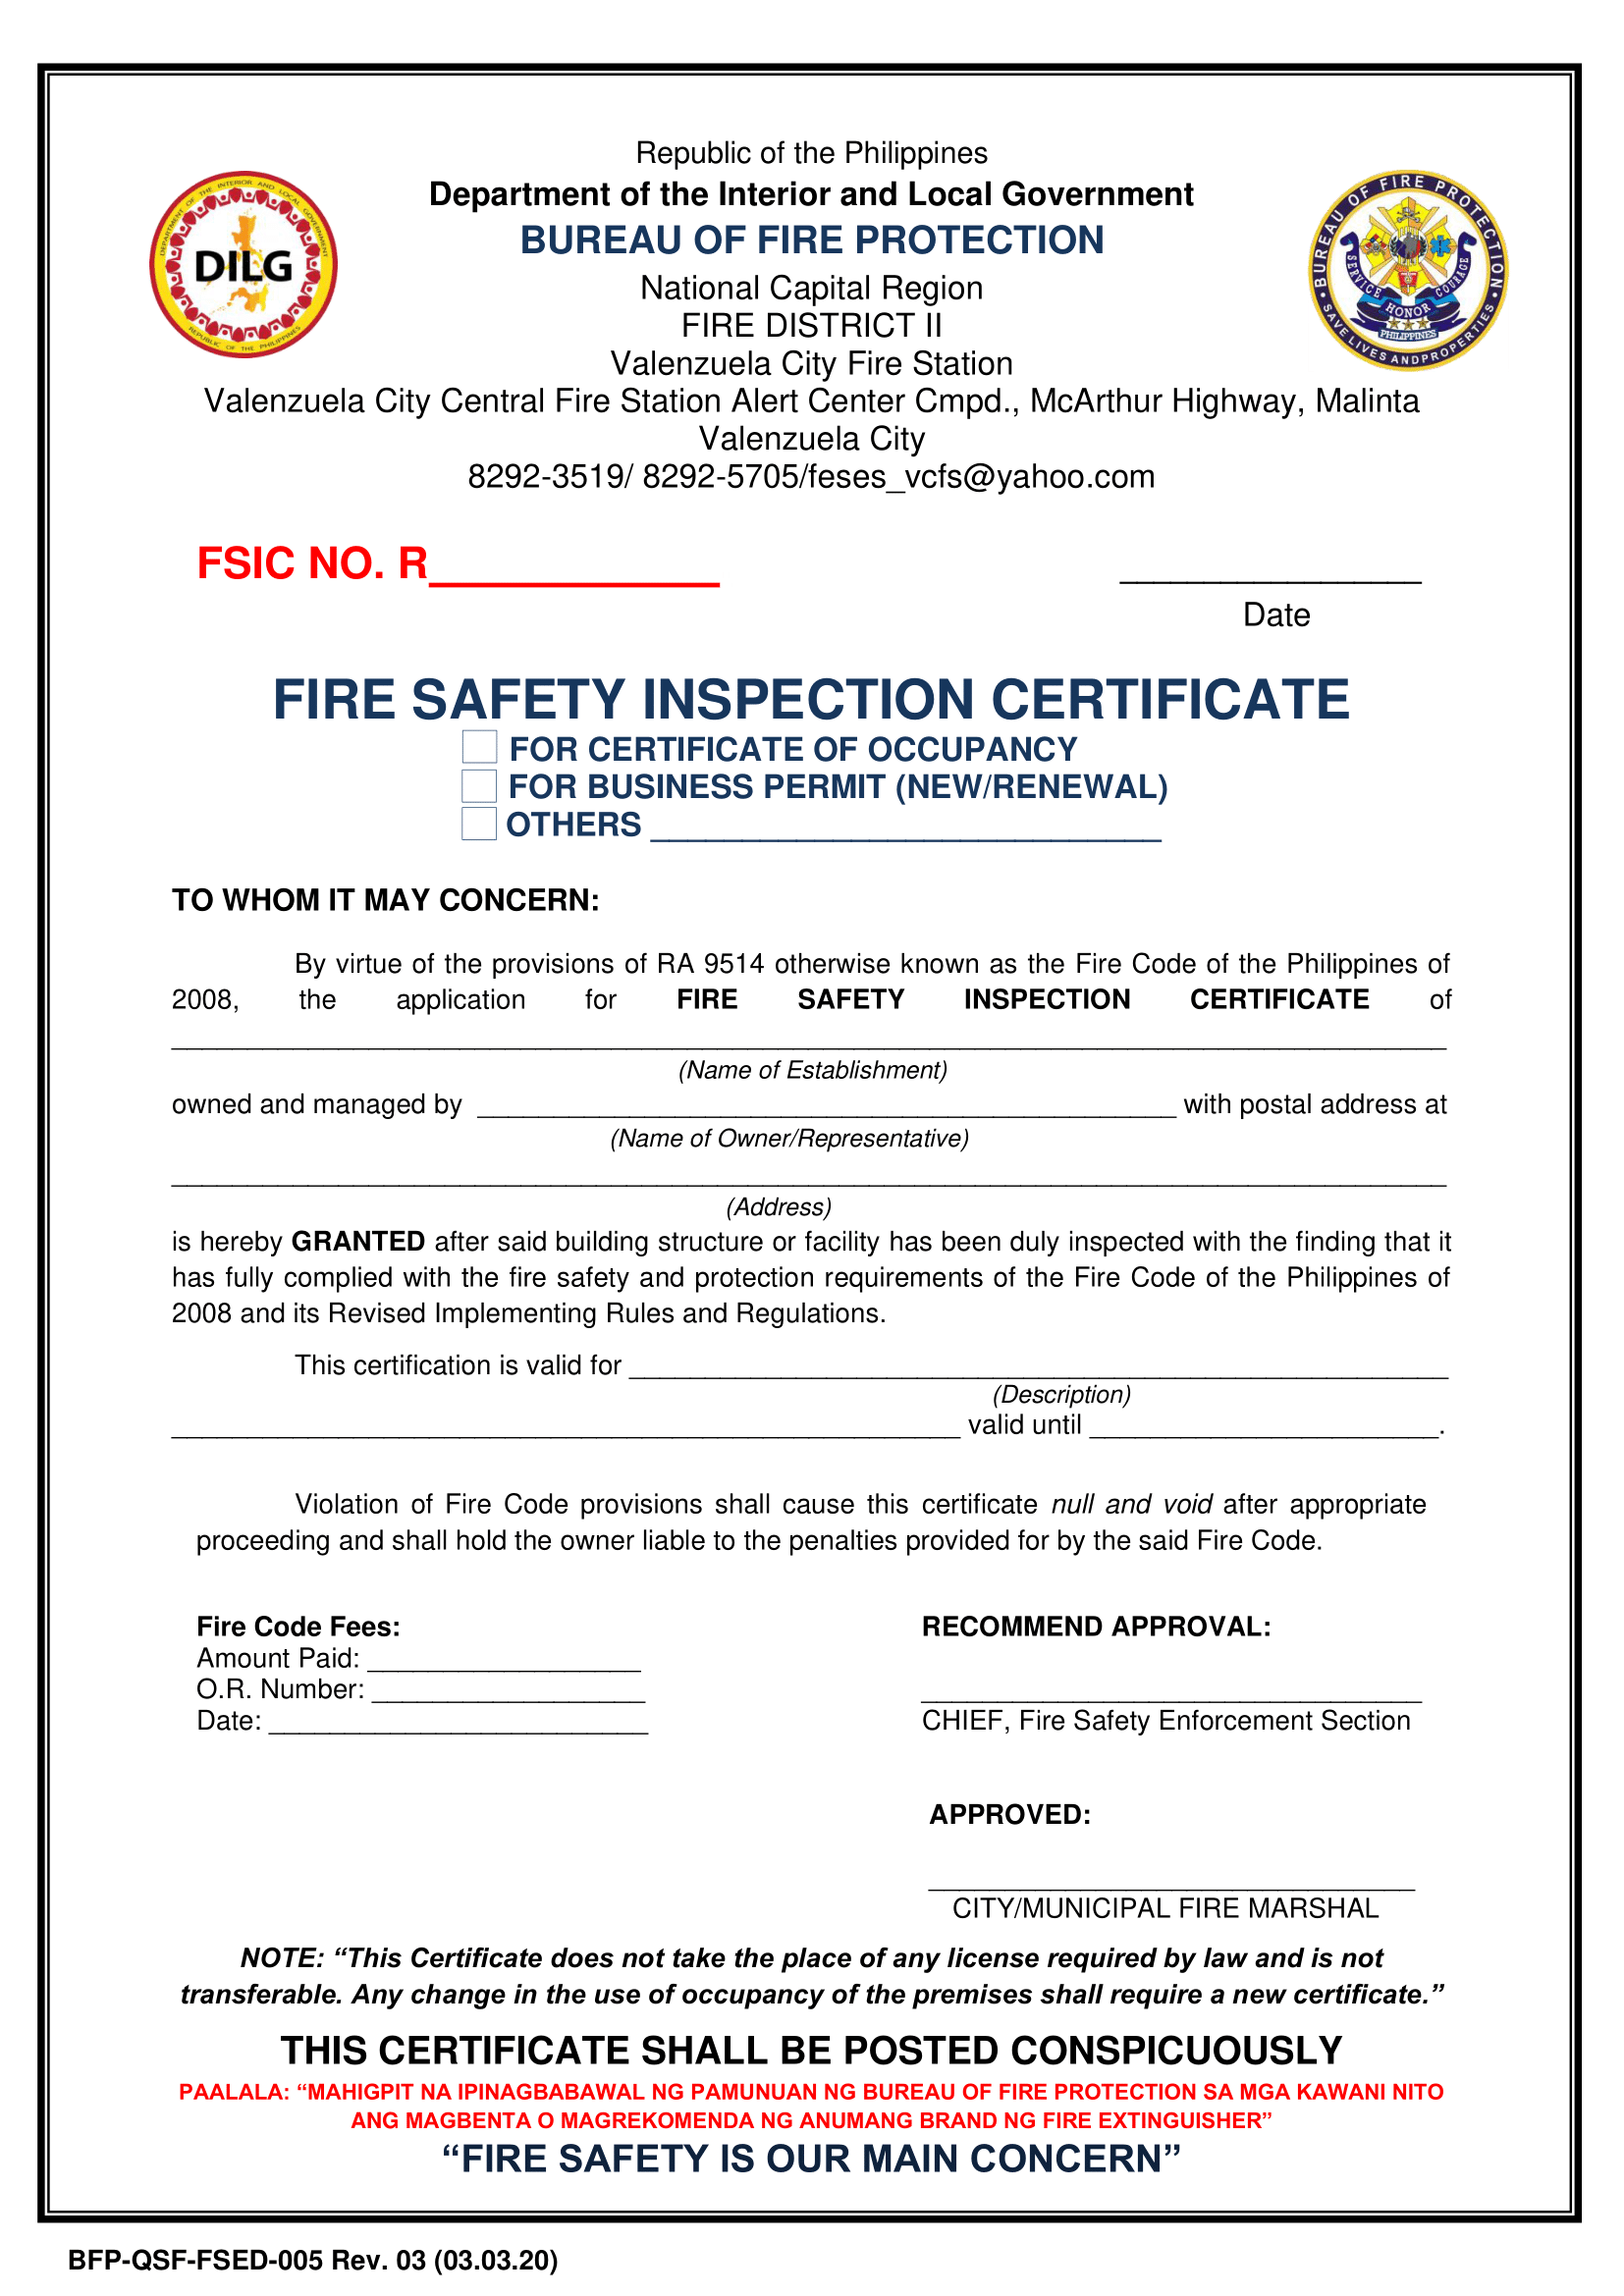 Republic of the Philippines
Department of the Interior and Local Government
BUREAU OF FIRE PROTECTION
National Capital Region
FIRE DISTRICT II
Valenzuela City Fire Station
Valenzuela City Central Fire Station Alert Center Cmpd., McArthur Highway, Malinta
Valenzuela City
8292-3519/ 8292-5705/feses_vcfs@yahoo.com
DEPARTMENT OF THE INTERIOR AND LOCAL GOVERNMENT
DILG
REPUBLIC OF THE PHILIPPINES
BUREAU OF FIRE PROTECTION
SERVICE HONOR COURAGE
PHILIPPINES
SAVE LIVES AND PROPERTIES
FSIC NO. R____________
__________________
Date
FIRE SAFETY INSPECTION CERTIFICATE
FOR CERTIFICATE OF OCCUPANCY
FOR BUSINESS PERMIT (NEW/RENEWAL)
OTHERS ____________________________
TO WHOM IT MAY CONCERN:
By virtue of the provisions of RA 9514 otherwise known as the Fire Code of the Philippines of
2008, the application for FIRE SAFETY INSPECTION CERTIFICATE of
____________________________________________________________________________________
(Name of Establishment)
owned and managed by ______________________________________________ with postal address at
(Name of Owner/Representative)
____________________________________________________________________________________
(Address)
is hereby GRANTED after said building structure or facility has been duly inspected with the finding that it
has fully complied with the fire safety and protection requirements of the Fire Code of the Philippines of
2008 and its Revised Implementing Rules and Regulations.
This certification is valid for ______________________________________________________
(Description)
____________________________________________________ valid until _______________________.
Violation of Fire Code provisions shall cause this certificate null and void after appropriate
proceeding and shall hold the owner liable to the penalties provided for by the said Fire Code.
Fire Code Fees:
Amount Paid: __________________
O.R. Number: __________________
Date: _________________________
RECOMMEND APPROVAL:
_________________________________
CHIEF, Fire Safety Enforcement Section
APPROVED:
________________________________
CITY/MUNICIPAL FIRE MARSHAL
NOTE: “This Certificate does not take the place of any license required by law and is not
transferable. Any change in the use of occupancy of the premises shall require a new certificate.”
THIS CERTIFICATE SHALL BE POSTED CONSPICUOUSLY
PAALALA: “MAHIGPIT NA IPINAGBABAWAL NG PAMUNUAN NG BUREAU OF FIRE PROTECTION SA MGA KAWANI NITO
ANG MAGBENTA O MAGREKOMENDA NG ANUMANG BRAND NG FIRE EXTINGUISHER”
“FIRE SAFETY IS OUR MAIN CONCERN”
BFP-QSF-FSED-005 Rev. 03 (03.03.20)